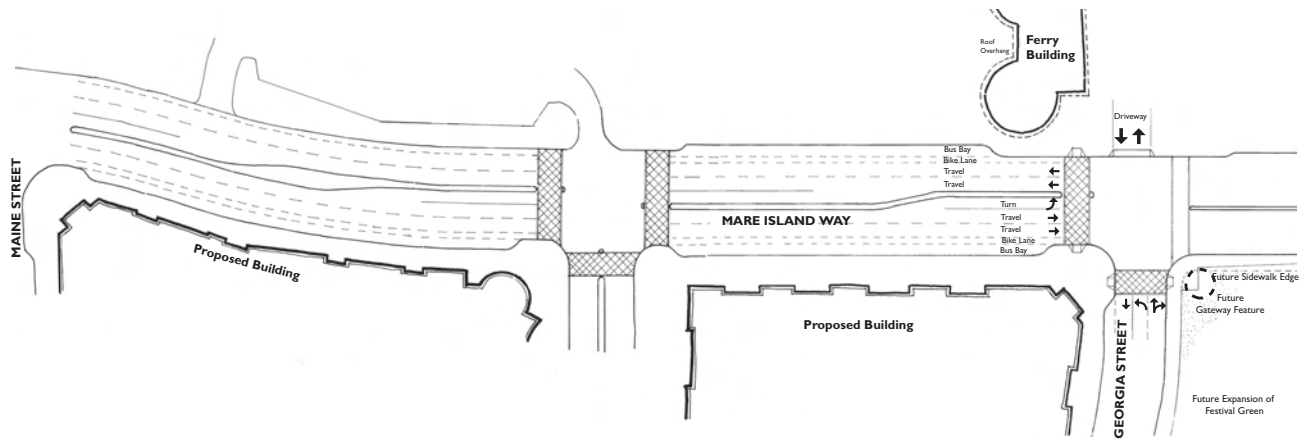 Roof
Overhang
Ferry
Building
Driveway
MAINE STREET
Bus Bay
Bike Lane
Travel
Travel
Turn
Travel
Travel
Bike Lane
Bus Bay
MARE ISLAND WAY
Proposed Building
Proposed Building
GEORGIA STREET
Future Sidewalk Edge
Future
Gateway Feature
Future Expansion of
Festival Green